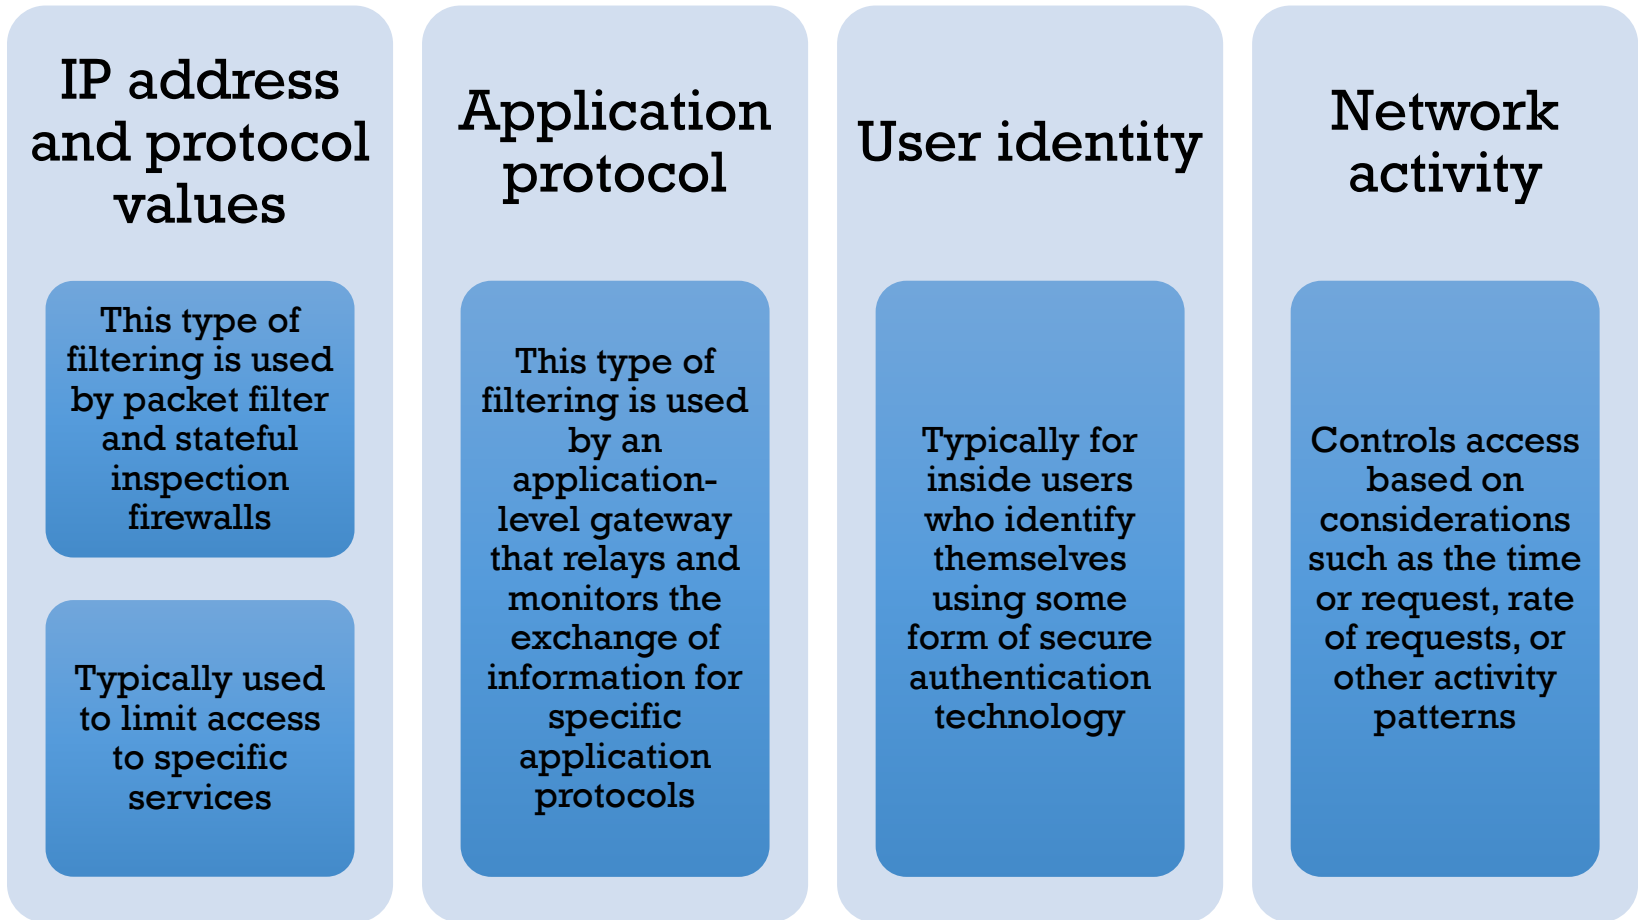 IP address
and protocol
values
This type of
filtering is used
by packet filter
and stateful
inspection
firewalls
Typically used
to limit access
to specific
services
Application
protocol
This type of
filtering is used
by an
application-
level gateway
that relays and
monitors the
exchange of
information for
specific
application
protocols
User identity
Typically for
inside users
who identify
themselves
using some
form of secure
authentication
technology
Network
activity
Controls access
based on
considerations
such as the time
or request, rate
of requests, or
other activity
patterns